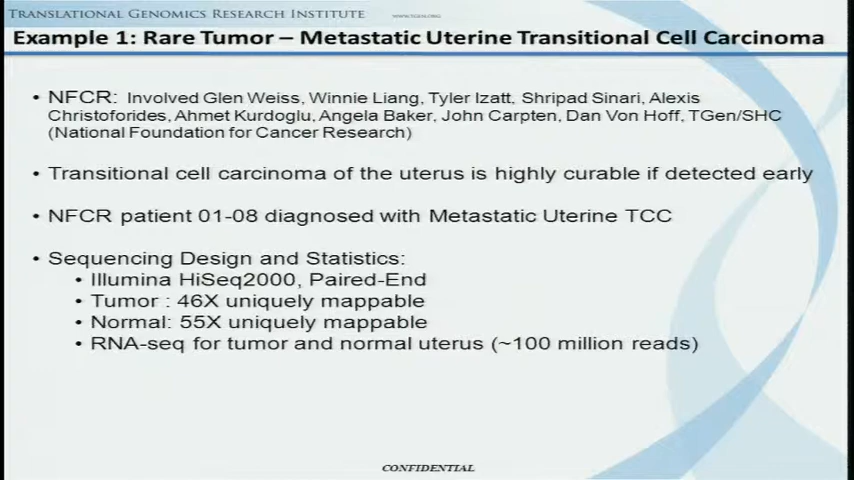 TRANSLATIONAL GENOMICS RESEARCH INSTITUTE WWW.TGEN.ORG
Example 1: Rare Tumor – Metastatic Uterine Transitional Cell Carcinoma
• NFCR: Involved Glen Weiss, Winnie Liang, Tyler Izatt, Shripad Sinari, Alexis
Christoforides, Ahmet Kurdoglu, Angela Baker, John Carpten, Dan Von Hoff, TGen/SHC
(National Foundation for Cancer Research)
• Transitional cell carcinoma of the uterus is highly curable if detected early
• NFCR patient 01-08 diagnosed with Metastatic Uterine TCC
• Sequencing Design and Statistics:
• Illumina HiSeq2000, Paired-End
• Tumor : 46X uniquely mappable
• Normal: 55X uniquely mappable
• RNA-seq for tumor and normal uterus (~100 million reads)
CONFIDENTIAL